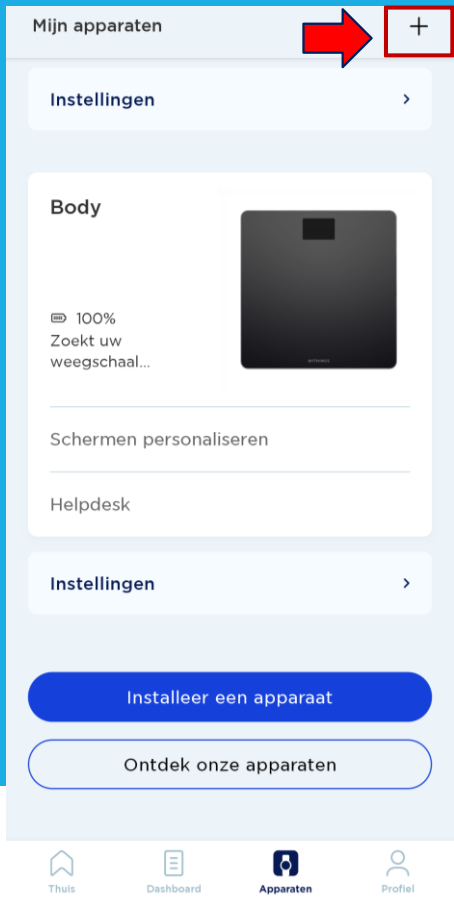 Mijn apparaten
Instellingen
Body
100%
Zoekt uw
weegschaal...
WITHINGS
Schermen personaliseren
Helpdesk
Instellingen
Installeer een apparaat
Ontdek onze apparaten
Thuis Dashboard Apparaten Profiel